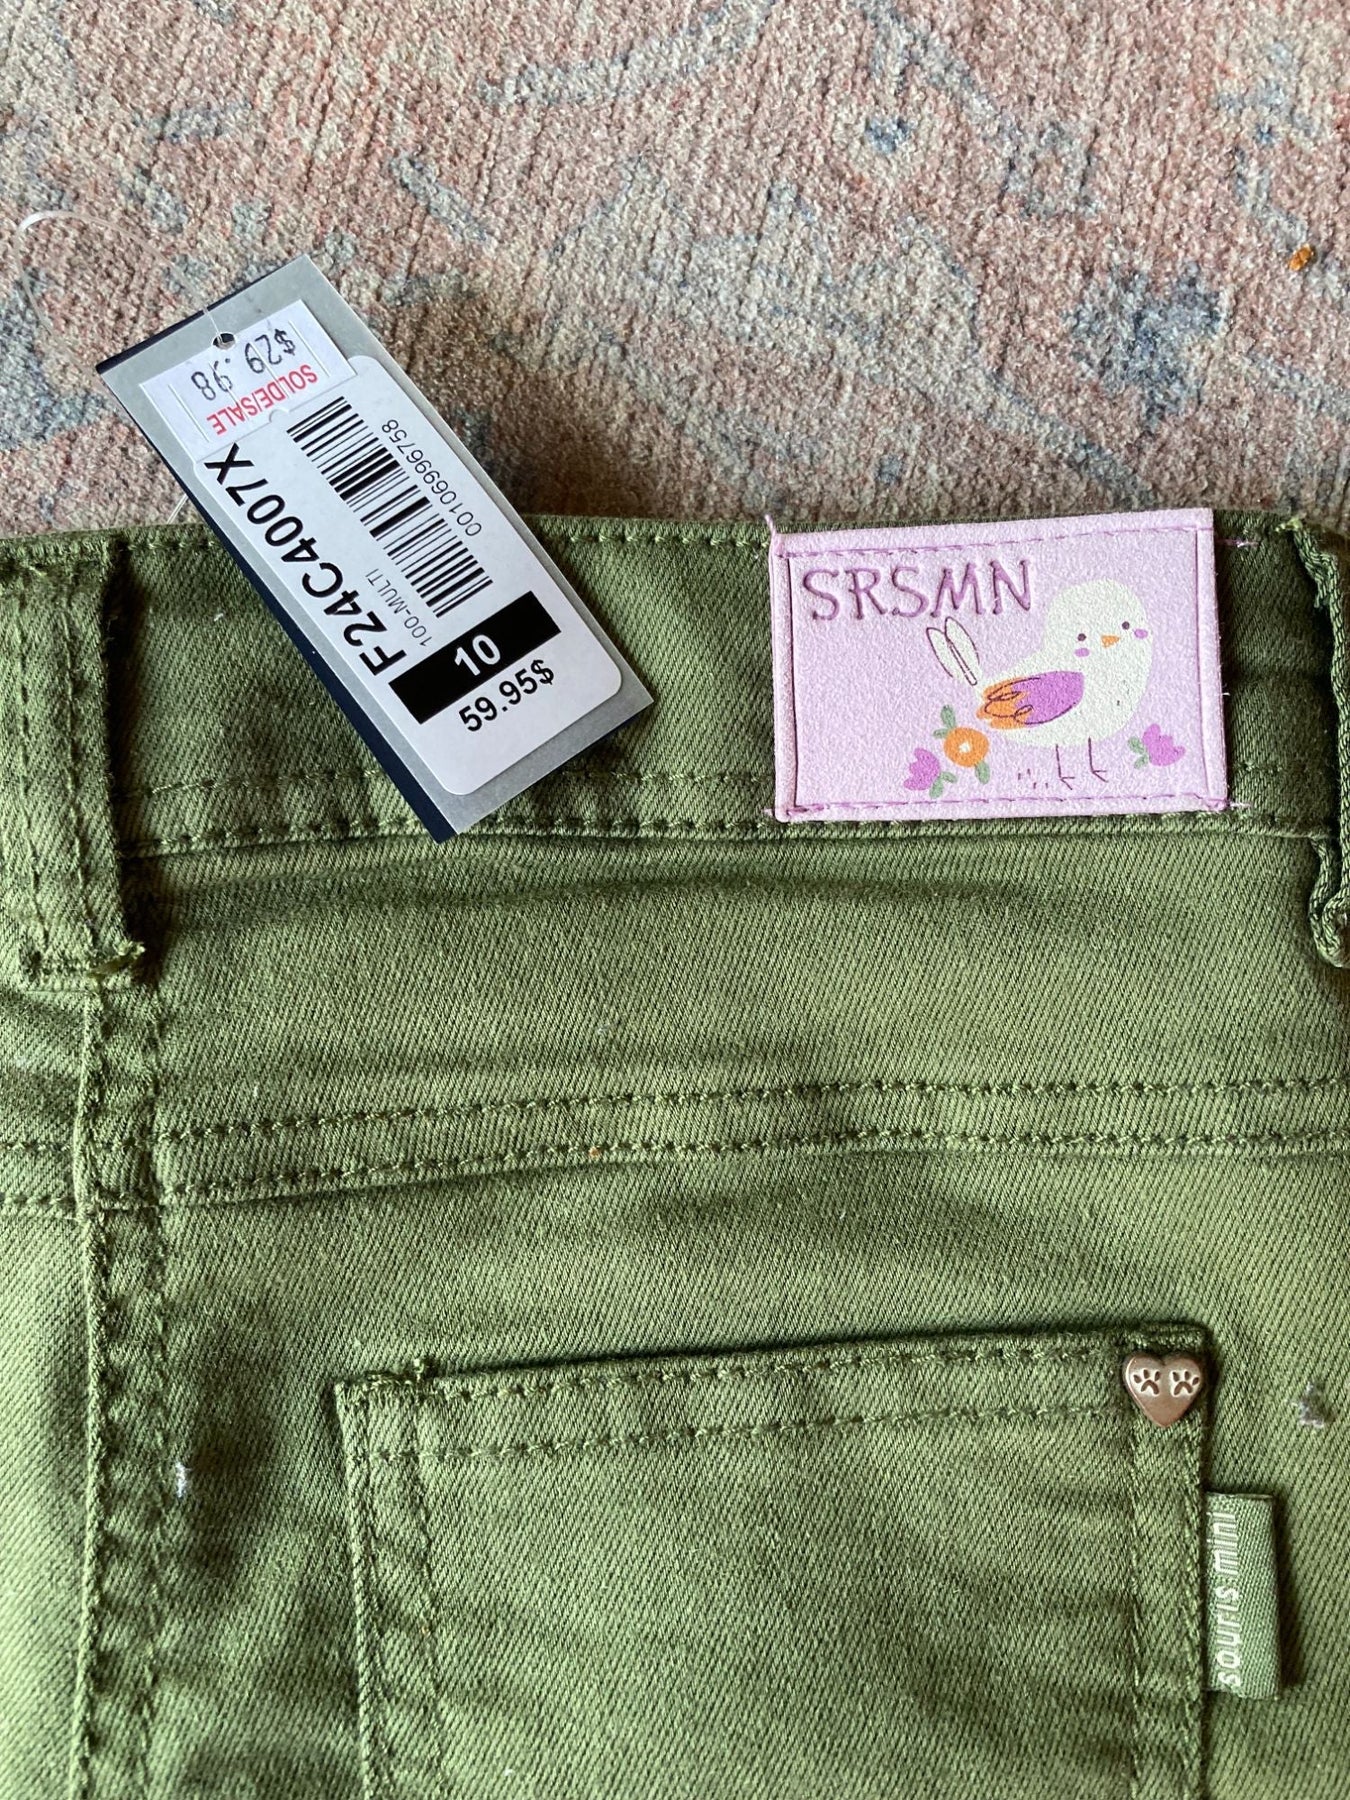 $29.98
SOLDE/SALE
F24C4007X
100-MULTI
00106996758
10
59.95$
SRSMN
souris mini